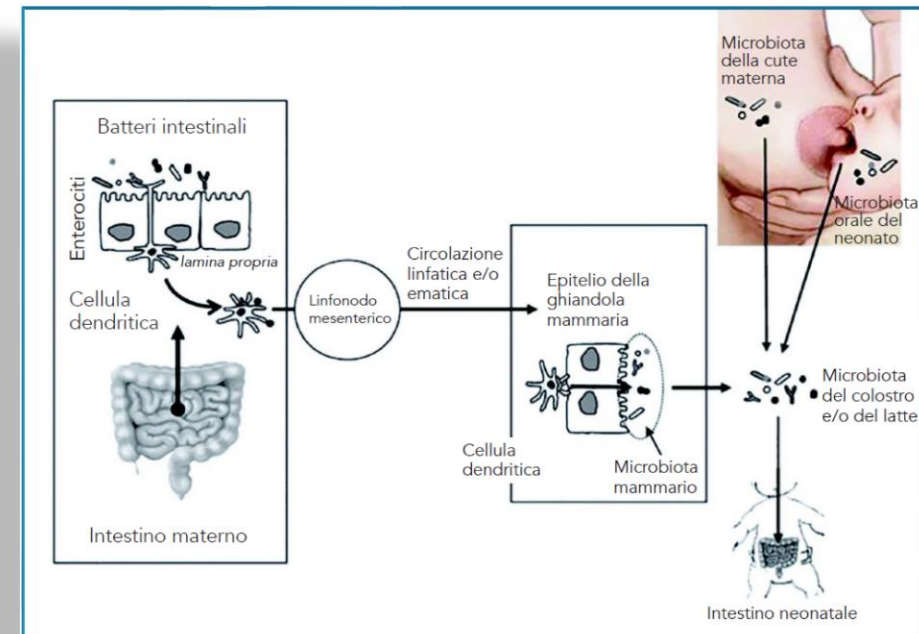 Batteri intestinali
Enterociti
lamina propria
Cellula
dendritica
Intestino materno
Linfonodo
mesenterico
Circolazione
linfatica e/o
ematica
Epitelio della
ghiandola
mammaria
Cellula
dendritica
Microbiota
mammario
Microbiota
della cute
materna
Microbiota
orale del
neonato
Microbiota
del colostro
e/o del latte
Intestino neonatale